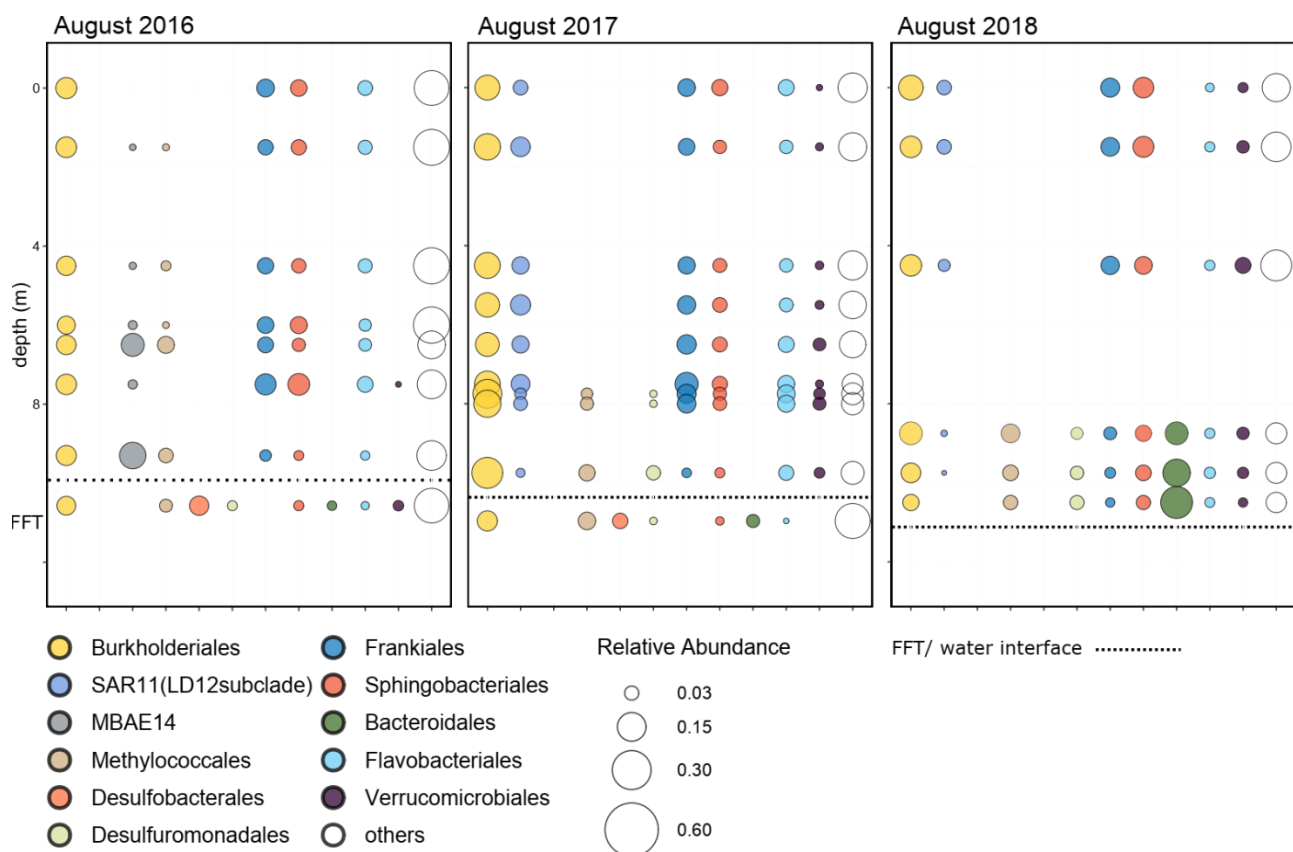 August 2016
August 2017
August 2018
0
4
8
FFT
depth (m)
Burkholderiales
SAR11(LD12subclade)
MBAE14
Methylococcales
Desulfobacterales
Desulfuromonadales
Frankiales
Sphingobacteriales
Bacteroidales
Flavobacteriales
Verrucomicrobiales
others
Relative Abundance
0.03
0.15
0.30
0.60
FFT/ water interface